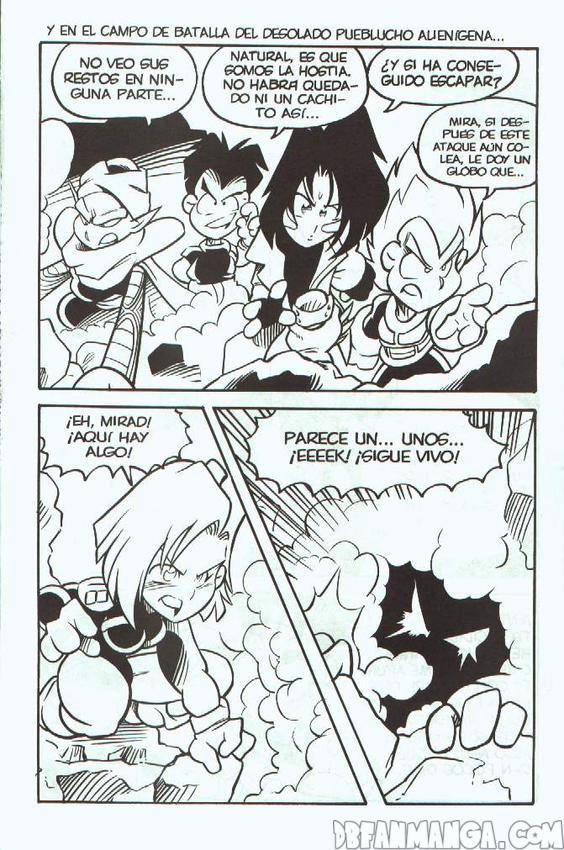 Y EN EL CAMPO DE BATALLA DEL DESOLADO PUEBLUCHO ALIENÍGENA...
NO VEO SUS
RESTOS EN NIN-
GUNA PARTE...
NATURAL, ES QUE
SOMOS LA HOSTIA.
NO HABRÁ QUEDA-
DADO NI UN CACHI-
TO ASÍ...
¿Y SI HA CONSE-
GUIDO ESCAPAR?
MIRA, SI DES-
PUES DE ESTE
ATAQUE AÚN CO-
LEA, LE DOY UN
GLOBO QUE...
¡EH, MIRAD!
¡AQUÍ HAY
ALGO!
PARECE UN... UNOS...
¡EEEEK! ¡SIGUE VIVO!
DBFANMANGA.COM